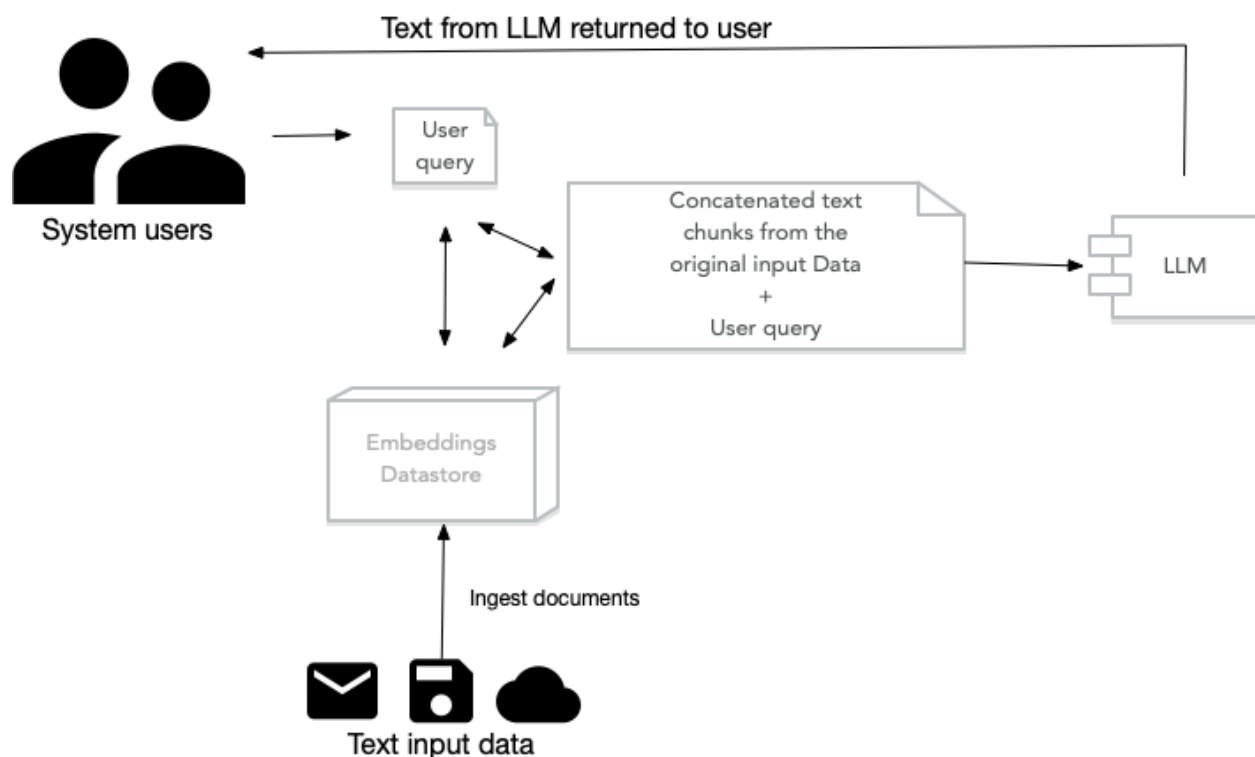 Text from LLM returned to user
User
query
System users
Concatenated text
chunks from the
original input Data
+
User query
LLM
Embeddings
Datastore
Ingest documents
Text input data